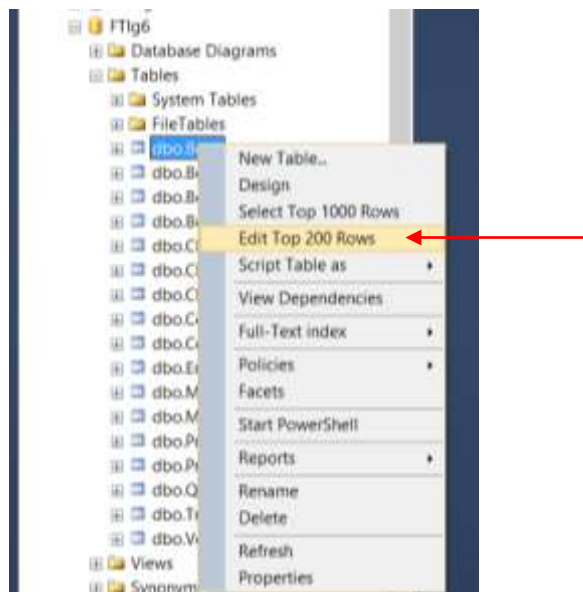 FTIg6
Database Diagrams
Tables
System Tables
FileTables
New Table...
Design
Select Top 1000 Rows
Edit Top 200 Rows
Script Table as
View Dependencies
Full-Text index
Policies
Facets
Start PowerShell
Reports
Rename
Delete
Refresh
Properties
dbo.B
dbo.B
dbo.B
dbo.B
dbo.C
dbo.C
dbo.C
dbo.C
dbo.C
dbo.E
dbo.M
dbo.M
dbo.P
dbo.P
dbo.Q
dbo.T
dbo.V
Views
Synonym